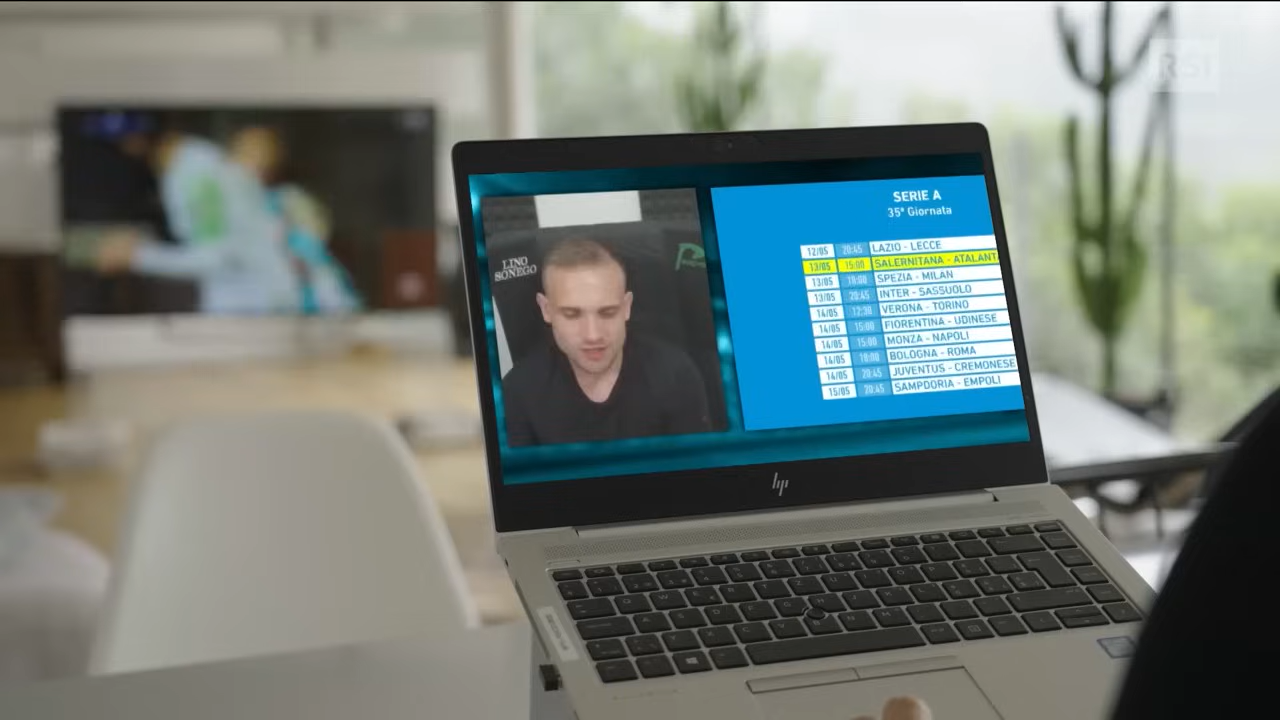 RSI
SERIE A
35ª Giornata
LINO
SONEGO
12/05 20:45 LAZIO - LECCE
13/05 15:00 SALERNITANA - ATALANT
13/05 18:00 SPEZIA - MILAN
13/05 20:45 INTER - SASSUOLO
14/05 12:30 VERONA - TORINO
14/05 15:00 FIORENTINA - UDINESE
14/05 15:00 MONZA - NAPOLI
14/05 18:00 BOLOGNA - ROMA
14/05 20:45 JUVENTUS - CREMONESE
15/05 20:45 SAMPDORIA - EMPOLI
hp